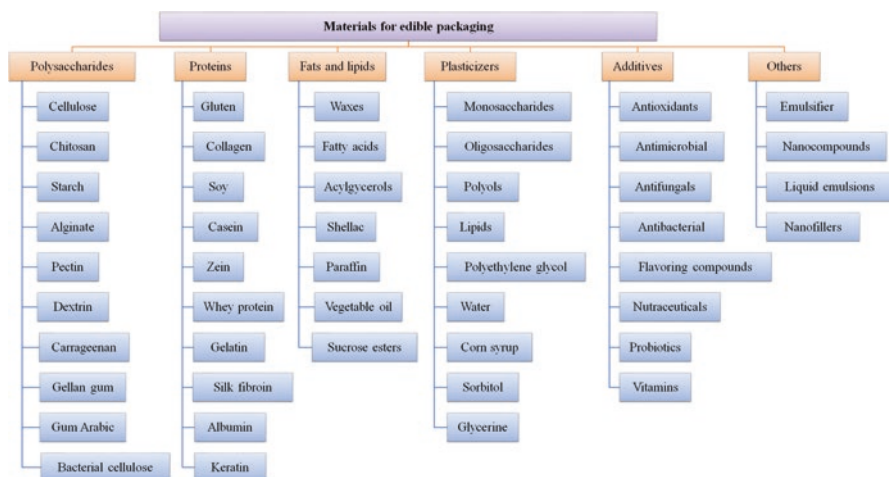 Materials for edible packaging
Polysaccharides
Cellulose
Chitosan
Starch
Alginate
Pectin
Dextrin
Carrageenan
Gellan gum
Gum Arabic
Bacterial cellulose
Proteins
Gluten
Collagen
Soy
Casein
Zein
Whey protein
Gelatin
Silk fibroin
Albumin
Keratin
Fats and lipids
Waxes
Fatty acids
Acylgycerols
Shellac
Paraffin
Vegetable oil
Sucrose esters
Plasticizers
Monosaccharides
Oligosaccharides
Polyols
Lipids
Polyethylene glycol
Water
Corn syrup
Sorbitol
Glycerine
Additives
Antioxidants
Antimicrobial
Antifungals
Antibacterial
Flavoring compounds
Nutraceuticals
Probiotics
Vitamins
Others
Emulsifier
Nanocompounds
Liquid emulsions
Nanofillers